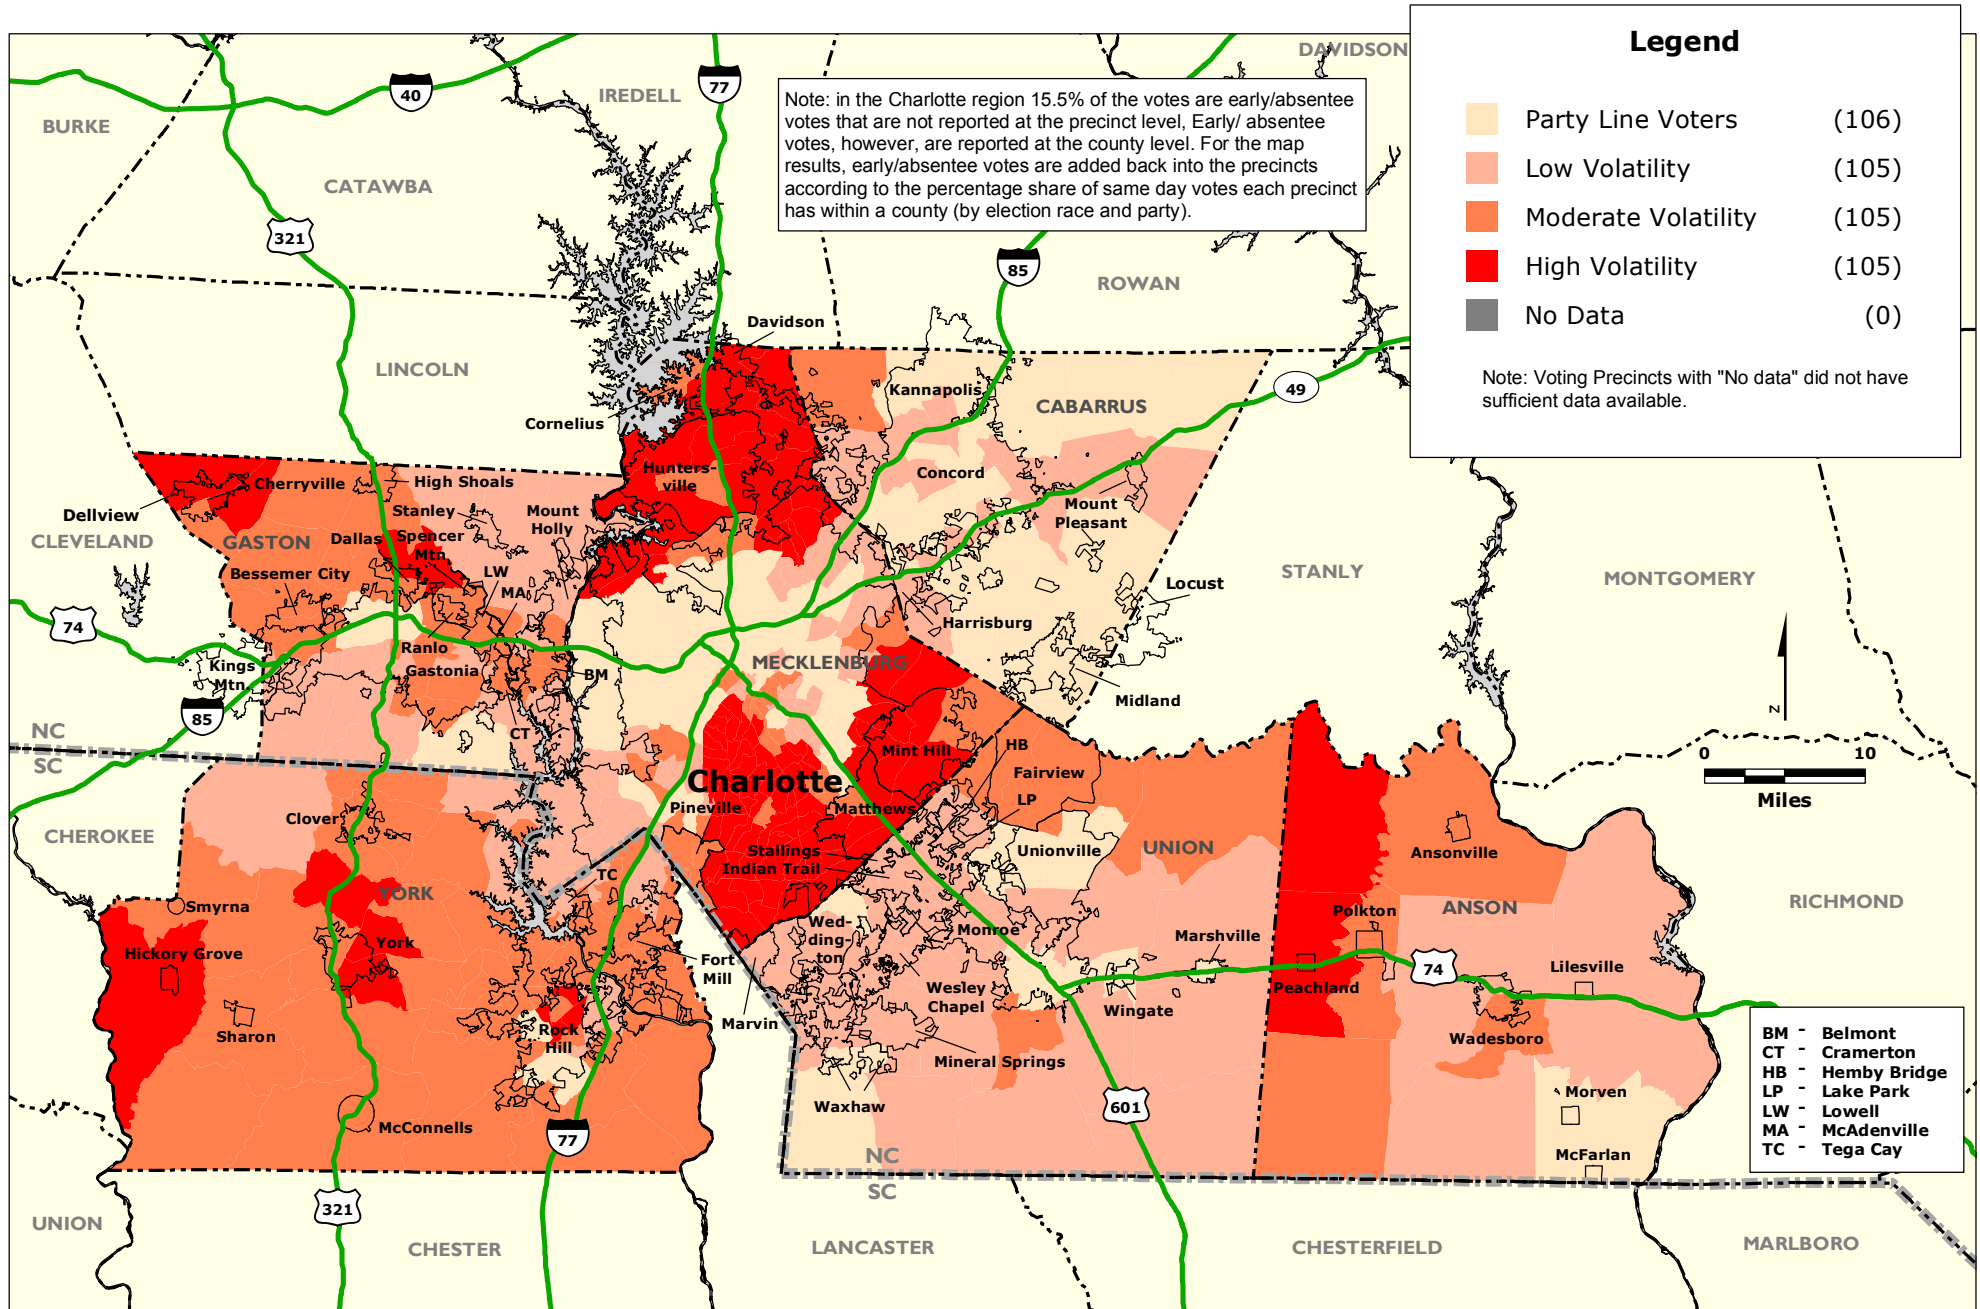 DAVIDSON
Legend
Party Line Voters (106)
Low Volatility (105)
Moderate Volatility (105)
High Volatility (105)
No Data (0)
Note: Voting Precincts with "No data" did not have
sufficient data available.
Note: in the Charlotte region 15.5% of the votes are early/absentee
votes that are not reported at the precinct level, Early/ absentee
votes, however, are reported at the county level. For the map
results, early/absentee votes are added back into the precincts
according to the percentage share of same day votes each precinct
has within a county (by election race and party).
40
77
IREDELL
BURKE
CATAWBA
321
85
ROWAN
LINCOLN
Davidson
Kannapolis
49
CABARRUS
Cornelius
Hunters-
ville
Concord
Cherryville
High Shoals
Dellview
Stanley
Mount
Holly
Mount
Pleasant
CLEVELAND
GASTON
Dallas
Spencer
Mtn.
Bessemer City
LW
MA
STANLY
MONTGOMERY
Locust
74
Harrisburg
Ranlo
Kings
Mtn.
Gastonia
BM
MECKLENBURG
Midland
85
N
NC
SC
CT
Mint Hill
HB
Fairview
LP
0 10
Miles
Charlotte
Pineville
Matthews
Clover
CHEROKEE
Stallings
Indian Trail
Unionville
UNION
Ansonville
TC
YORK
Smyrna
Polkton
ANSON
RICHMOND
Wed-
ding-
ton
Monroe
Marshville
York
Hickory Grove
Fort
Mill
74
Lilesville
Wesley
Chapel
Peachland
Wingate
Marvin
Rock
Hill
Sharon
Wadesboro
Mineral Springs
Waxhaw
601
Morven
McConnells
77
McFarlan
NC
SC
BM - Belmont
CT - Cramerton
HB - Hemby Bridge
LP - Lake Park
LW - Lowell
MA - McAdenville
TC - Tega Cay
321
UNION
CHESTER
LANCASTER
CHESTERFIELD
MARLBORO